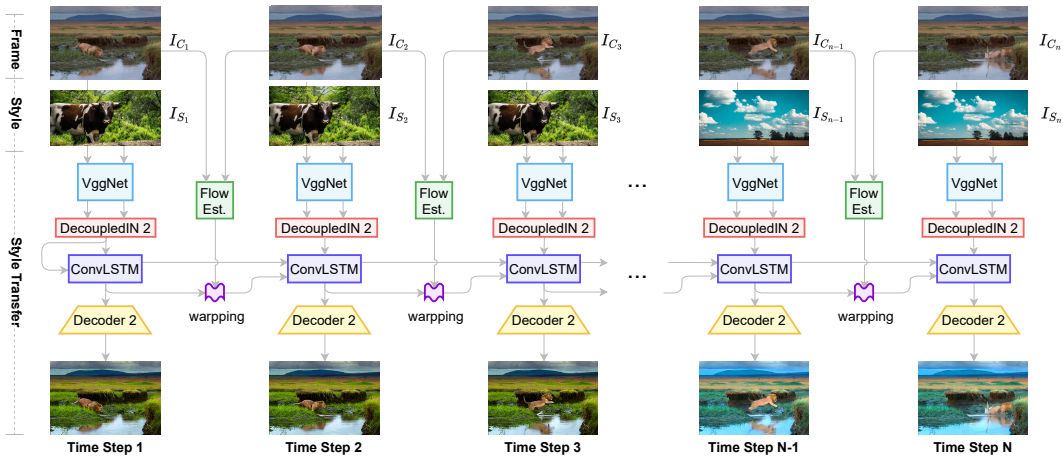 Frame
I_{C_1}
I_{C_2}
I_{C_3}
I_{C_{n-1}}
I_{C_n}
Style
I_{S_1}
I_{S_2}
I_{S_3}
I_{S_{n-1}}
I_{S_n}
Style Transfer
VggNet
Flow
Est.
VggNet
Flow
Est.
VggNet
...
VggNet
Flow
Est.
VggNet
DecoupledIN 2
DecoupledIN 2
DecoupledIN 2
DecoupledIN 2
DecoupledIN 2
ConvLSTM
ConvLSTM
ConvLSTM
...
ConvLSTM
ConvLSTM
warpping
warpping
warpping
Decoder 2
Decoder 2
Decoder 2
Decoder 2
Decoder 2
Time Step 1
Time Step 2
Time Step 3
Time Step N-1
Time Step N